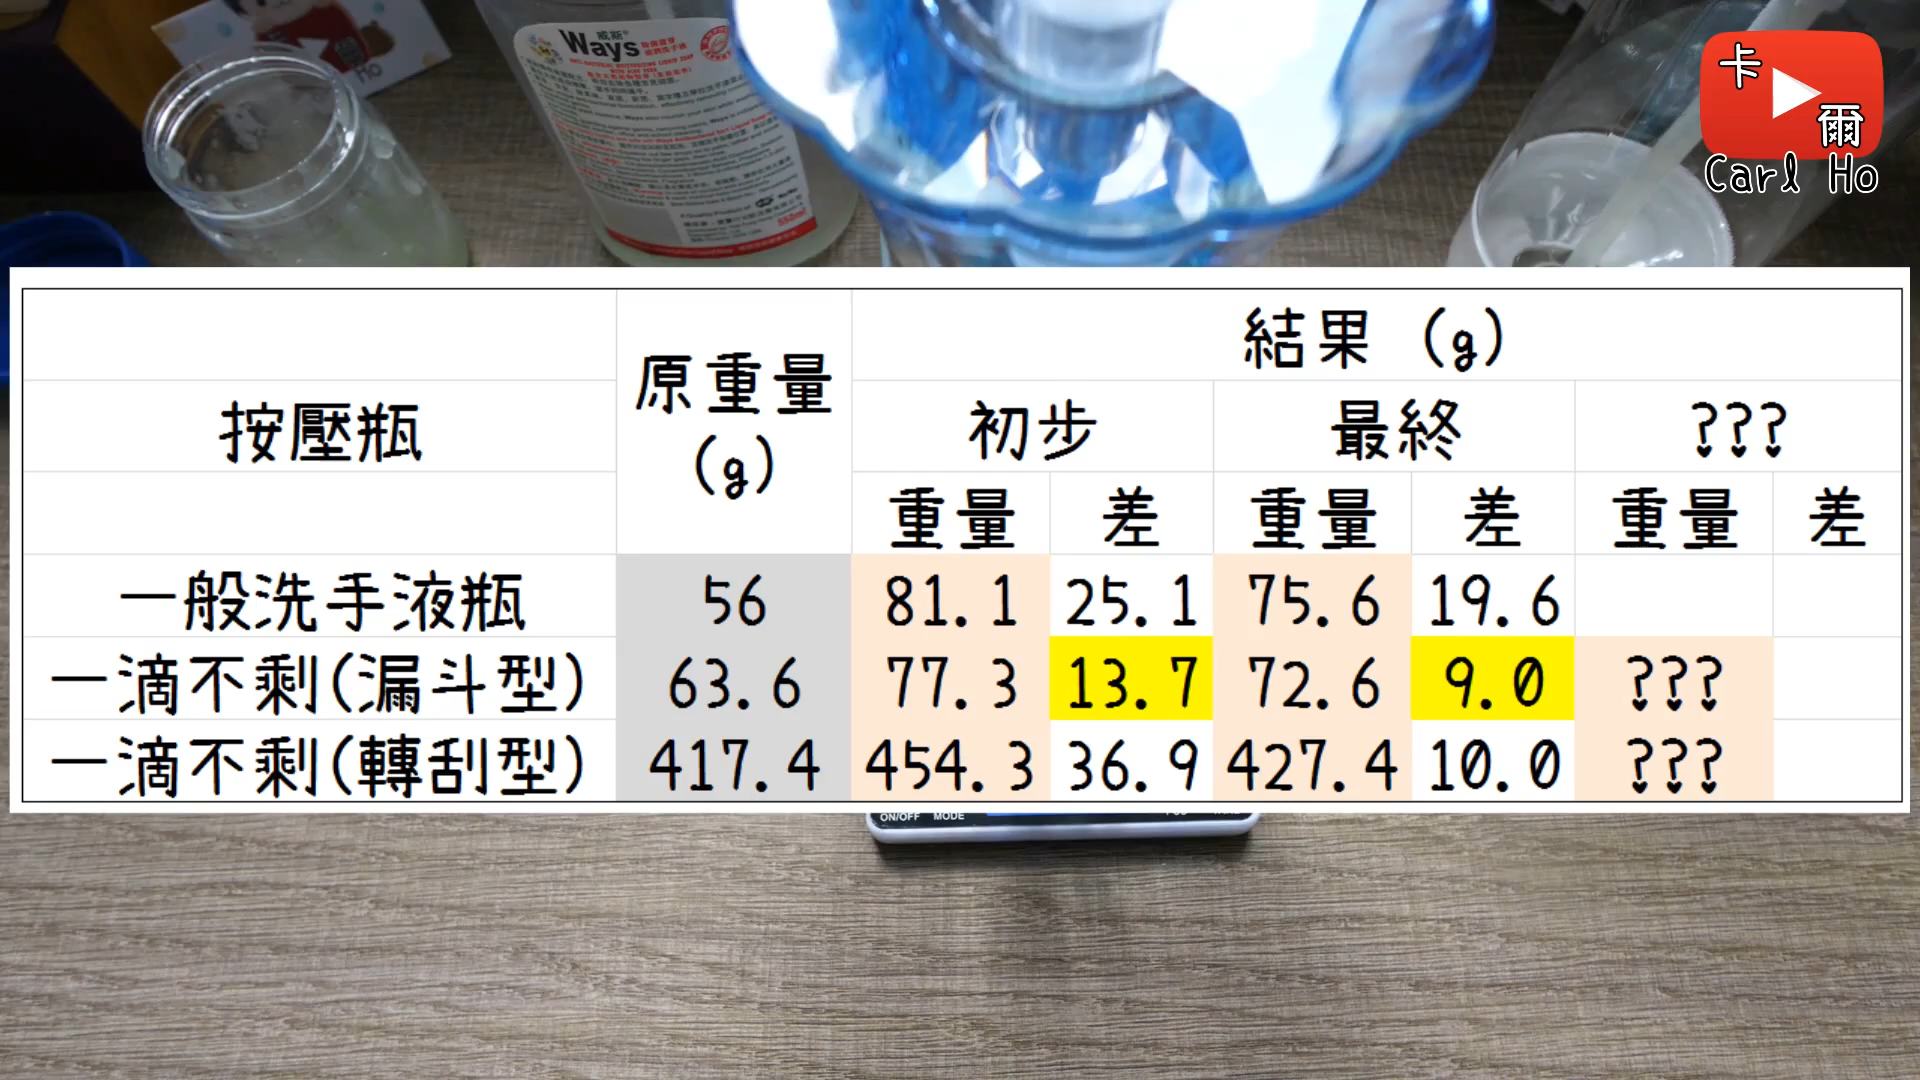 卡
爾
Carl Ho
威斯
Ways
Ho
550ml
結果 (g)
原重量
(g)
按壓瓶
初步 最終 ???
重量 差 重量 差 重量 差
一般洗手液瓶 56 81.1 25.1 75.6 19.6
一滴不剩(漏斗型) 63.6 77.3 13.7 72.6 9.0 ???
一滴不剩(轉刮型) 417.4 454.3 36.9 427.4 10.0 ???
ON/OFF MODE